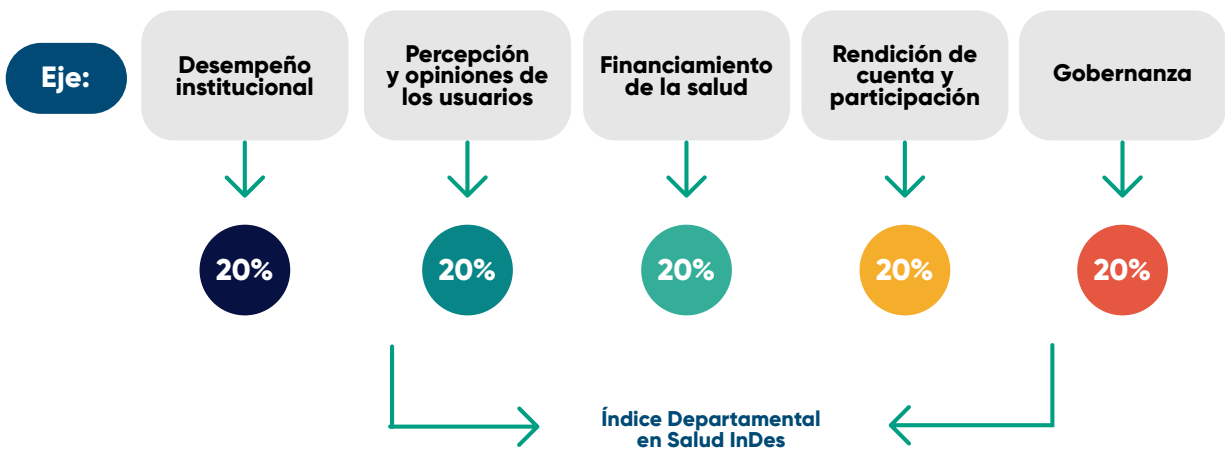 Eje:
Desempeño
institucional
Percepción
y opiniones de
los usuarios
Financiamiento
de la salud
Rendición de
cuenta y
participación
Gobernanza
20%
20%
20%
20%
20%
Índice Departamental
en Salud InDes